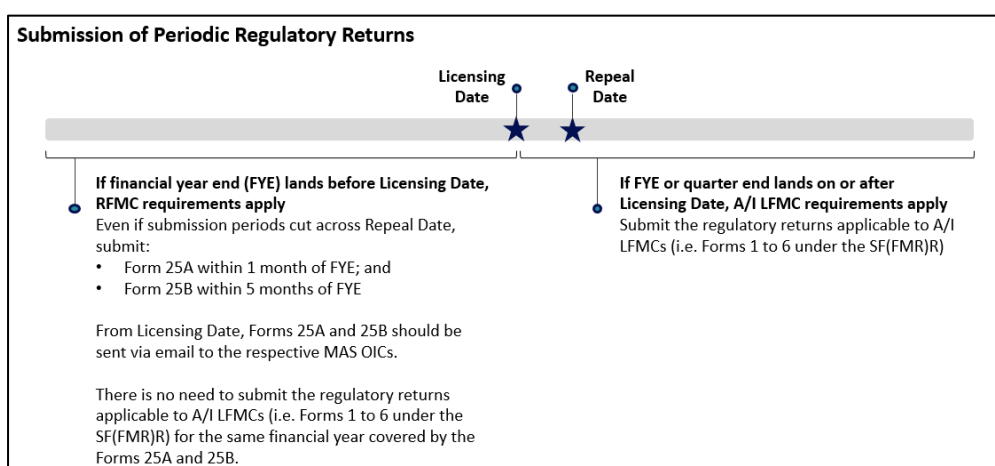 Submission of Periodic Regulatory Returns
Licensing
Date
Repeal
Date
If financial year end (FYE) lands before Licensing Date,
RFMC requirements apply
Even if submission periods cut across Repeal Date,
submit:
• Form 25A within 1 month of FYE; and
• Form 25B within 5 months of FYE
From Licensing Date, Forms 25A and 25B should be
sent via email to the respective MAS OICs.
There is no need to submit the regulatory returns
applicable to A/I LFMCs (i.e. Forms 1 to 6 under the
SF(FMR)R) for the same financial year covered by the
Forms 25A and 25B.
If FYE or quarter end lands on or after
Licensing Date, A/I LFMC requirements apply
Submit the regulatory returns applicable to A/I
LFMCs (i.e. Forms 1 to 6 under the SF(FMR)R)